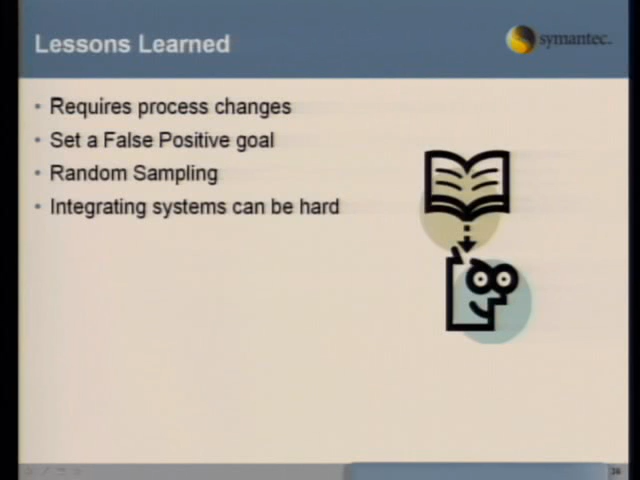 Lessons Learned
symantec.
• Requires process changes
• Set a False Positive goal
• Random Sampling
• Integrating systems can be hard